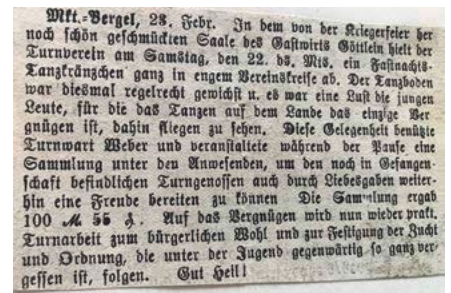 Mkt.-Bergel, 23. Febr. In dem von der Kriegerfeier her
noch schön geschmückten Saale des Gastwirts Göttlein hielt der
Turnverein am Samstag, den 22. ds. Mts. ein Fastnachts-
Tanzkränzchen ganz in engem Vereinskreise ab. Der Tanzboden
war diesmal regelrecht gewichst u. es war eine Lust die jungen
Leute, für die das Tanzen auf dem Lande das einzige Ver
gnügen ist, dahin fliegen zu sehen. Diese Gelegenheit benützte
Turnwart Weber und veranstaltete während der Pause eine
Sammlung unter den Anwesenden, um den noch in Gefangen-
schaft befindlichen Turngenossen auch durch Liebesgaben weiter-
hin eine Freude bereiten zu können Die Sammlung ergab
100 M. 55 ₰. Auf das Vergnügen wird nun wieder prakt.
Turnarbeit zum bürgerlichen Wohl und zur Festigung der Zucht
und Ordnung, die unter der Jugend gegenwärtig so ganz ver
gessen ist, folgen. Gut Heil!